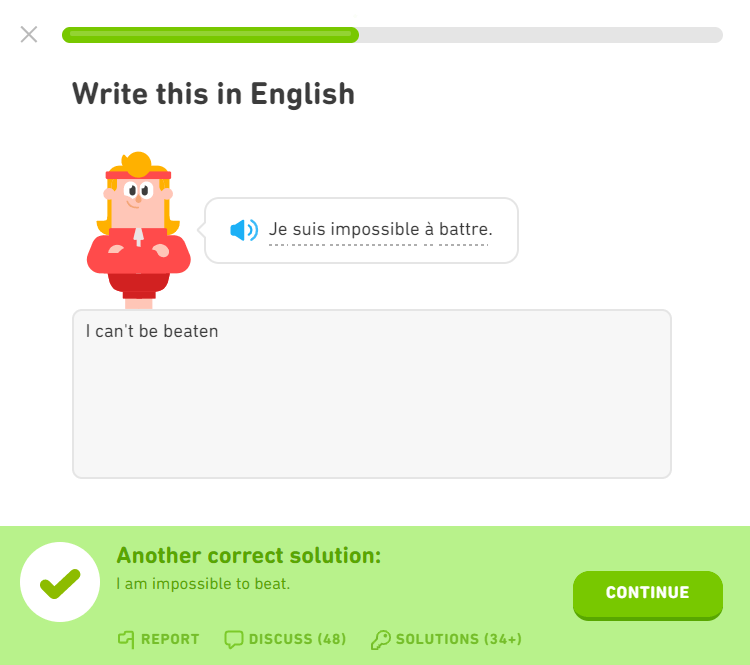 Write this in English
Je suis impossible à battre.
I can't be beaten
Another correct solution:
I am impossible to beat.
CONTINUE
REPORT
DISCUSS (48)
SOLUTIONS (34+)